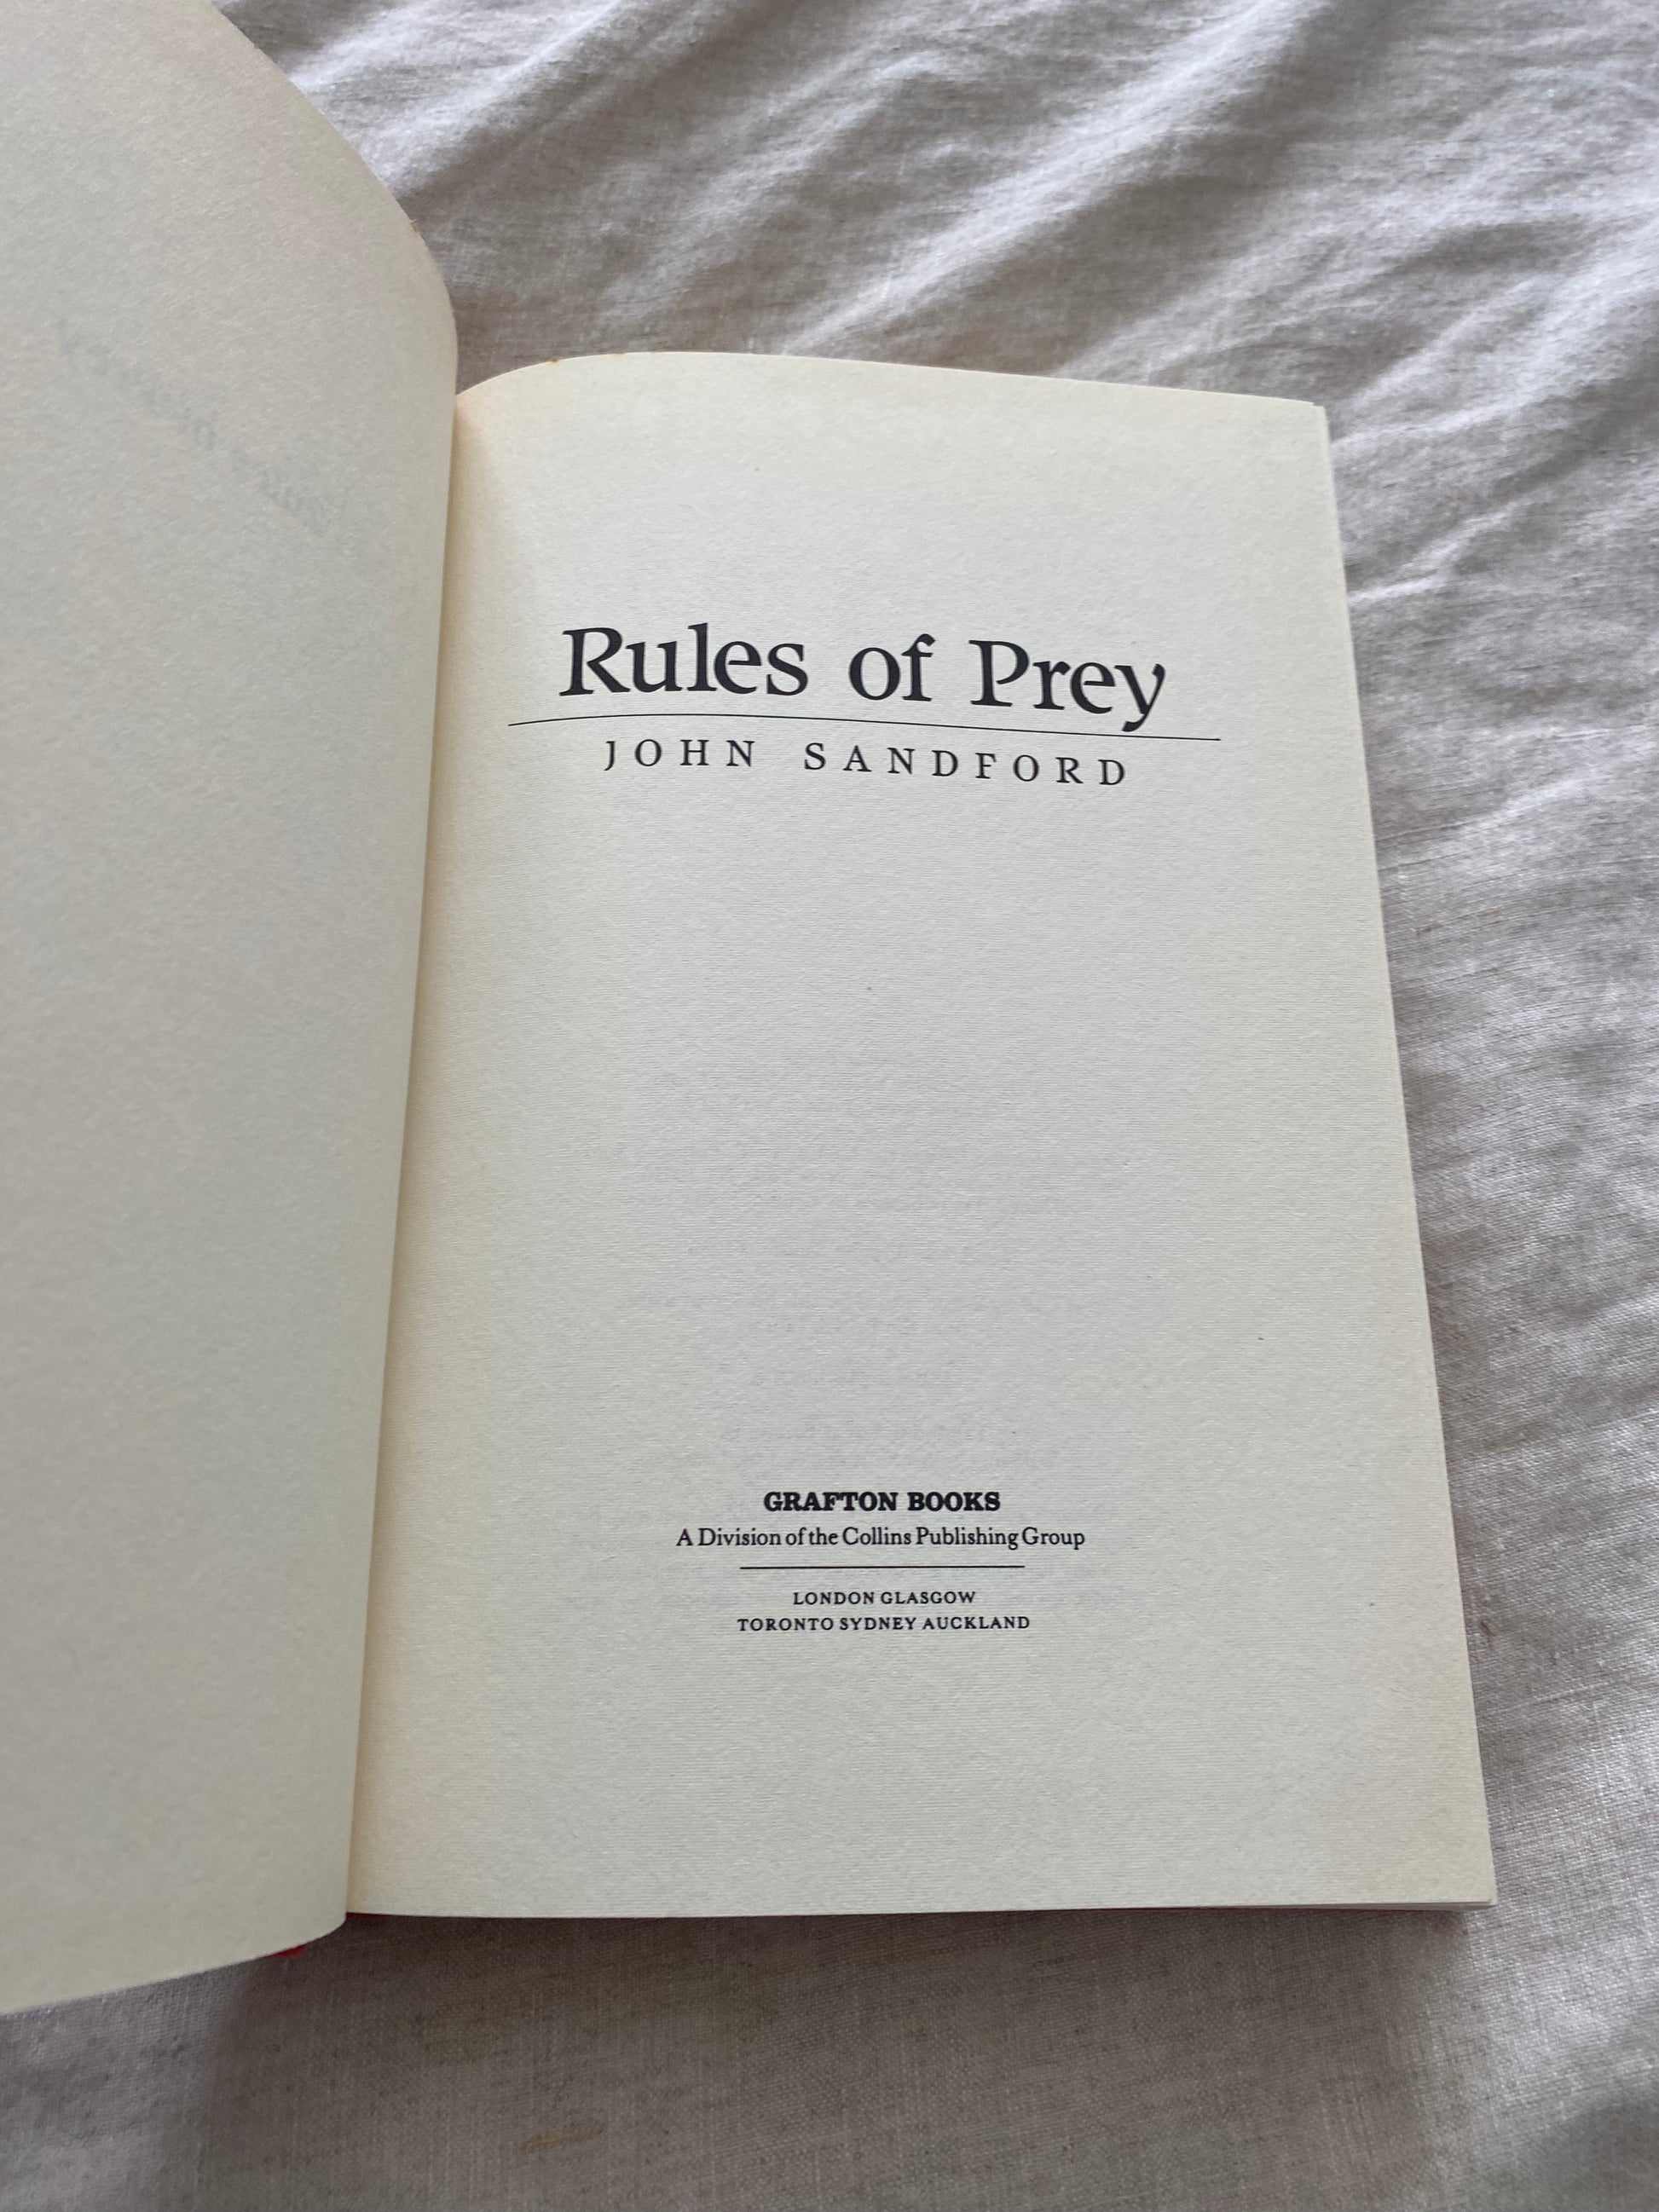 Rules of Prey
JOHN SANDFORD
GRAFTON BOOKS
A Division of the Collins Publishing Group
LONDON GLASGOW
TORONTO SYDNEY AUCKLAND